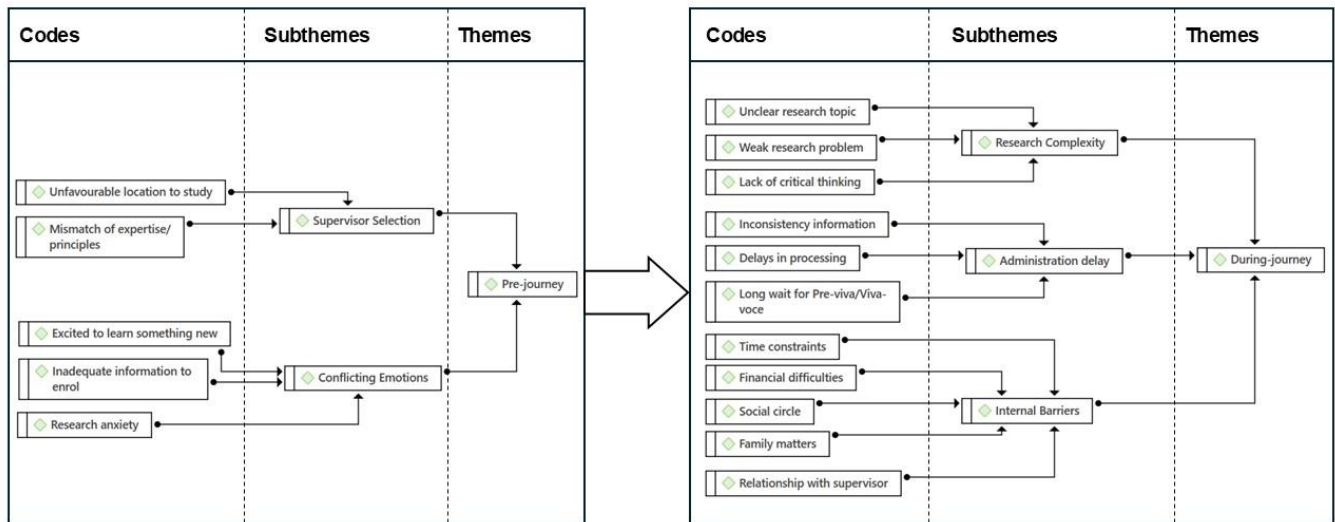 Codes
Subthemes
Themes
Unfavourable location to study
Mismatch of expertise/
principles
Supervisor Selection
Pre-journey
Excited to learn something new
Inadequate information to
enrol
Research anxiety
Conflicting Emotions
Codes
Subthemes
Themes
Unclear research topic
Weak research problem
Lack of critical thinking
Research Complexity
Inconsistency information
Delays in processing
Long wait for Pre-viva/Viva-
voce
Administration delay
During-journey
Time constraints
Financial difficulties
Social circle
Family matters
Relationship with supervisor
Internal Barriers